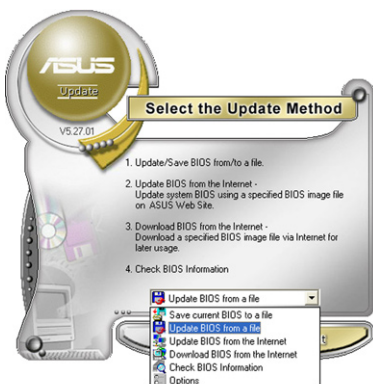 ASUS
Update
V5.27.01
Select the Update Method
1. Update/Save BIOS from/to a file.
2. Update BIOS from the Internet -
Update system BIOS using a specified BIOS image file
on ASUS Web Site.
3. Download BIOS from the Internet -
Download a specified BIOS image file via Internet for
later usage.
4. Check BIOS Information
Update BIOS from a file
Save current BIOS to a file
Update BIOS from a file
Update BIOS from the Internet
Download BIOS from the Internet
Check BIOS Information
Options